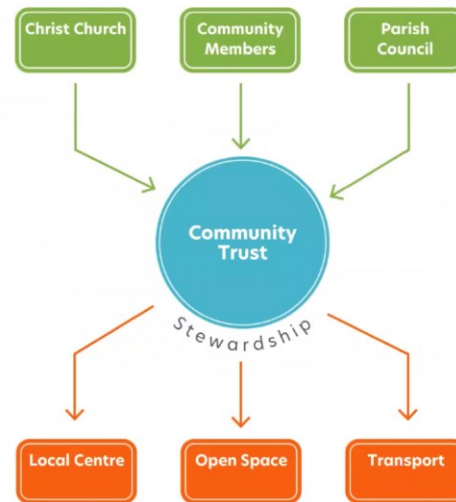 Christ Church
Community
Members
Parish
Council
Community
Trust
Stewardship
Local Centre
Open Space
Transport